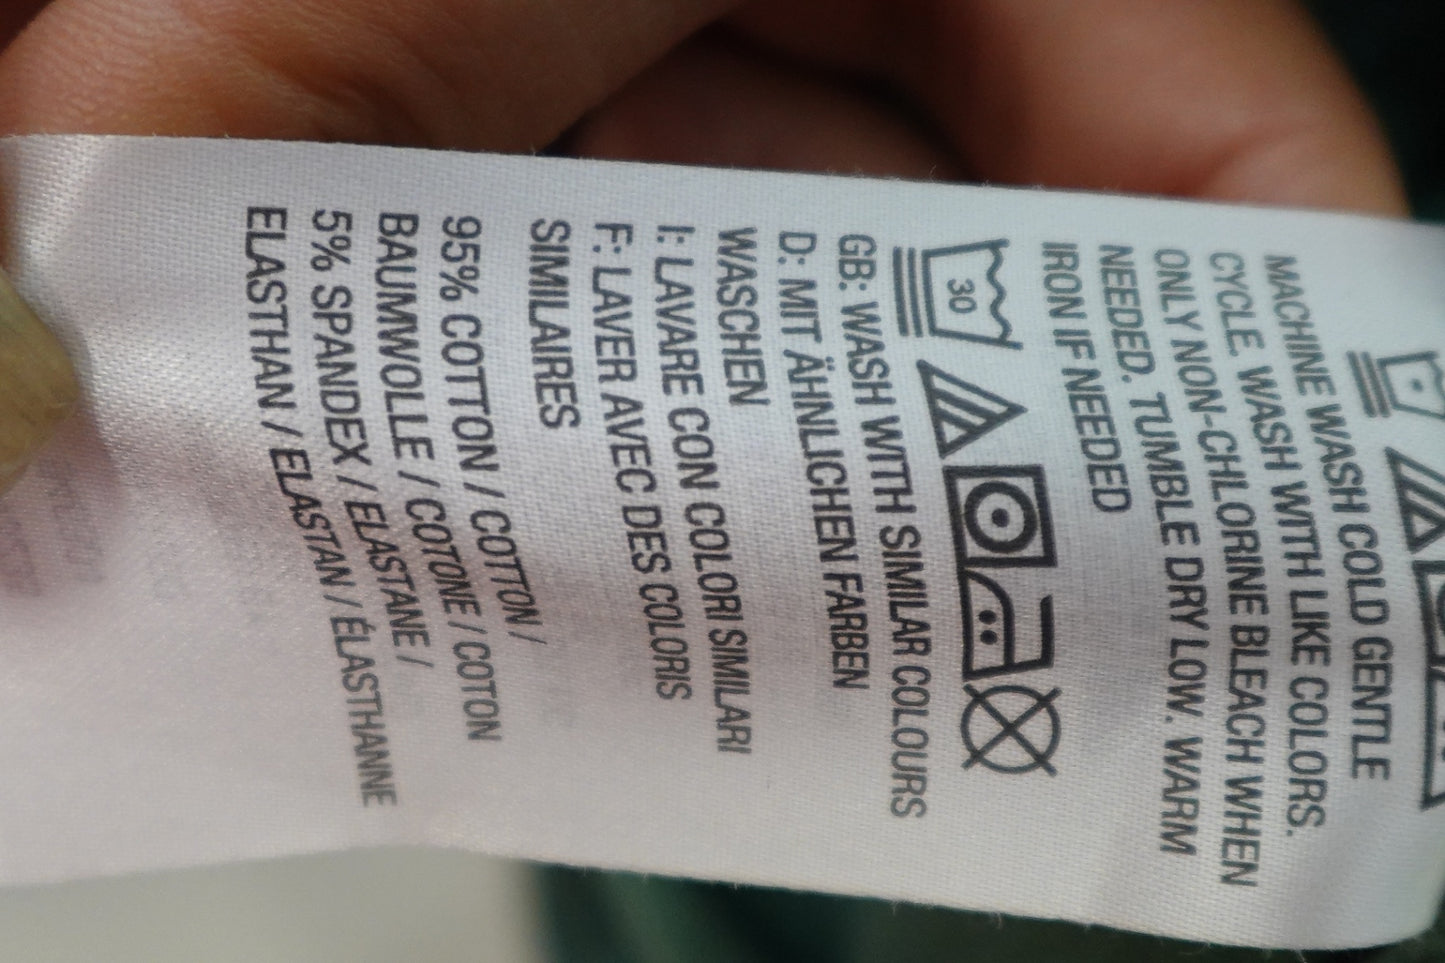 MACHINE WASH COLD GENTLE
CYCLE. WASH WITH LIKE COLORS.
ONLY NON-CHLORINE BLEACH WHEN
NEEDED. TUMBLE DRY LOW. WARM
IRON IF NEEDED
30
GB: WASH WITH SIMILAR COLOURS
D: MIT ÄHNLICHEN FARBEN
WASCHEN
I: LAVARE CON COLORI SIMILARI
F: LAVER AVEC DES COLORIS
SIMILAIRES
95% COTTON / COTTON /
BAUMWOLLE / COTONE / COTON
5% SPANDEX / ELASTANE /
ELASTHAN / ELASTAN / ÉLASTHANNE